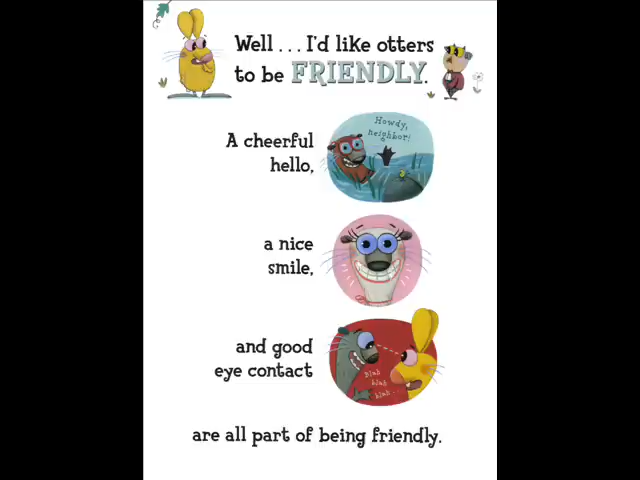 Well . . . I'd like otters
to be FRIENDLY.
A cheerful
hello,
Howdy,
neighbor!
a nice
smile,
and good
eye contact
blah
blah
blah . . .
are all part of being friendly.